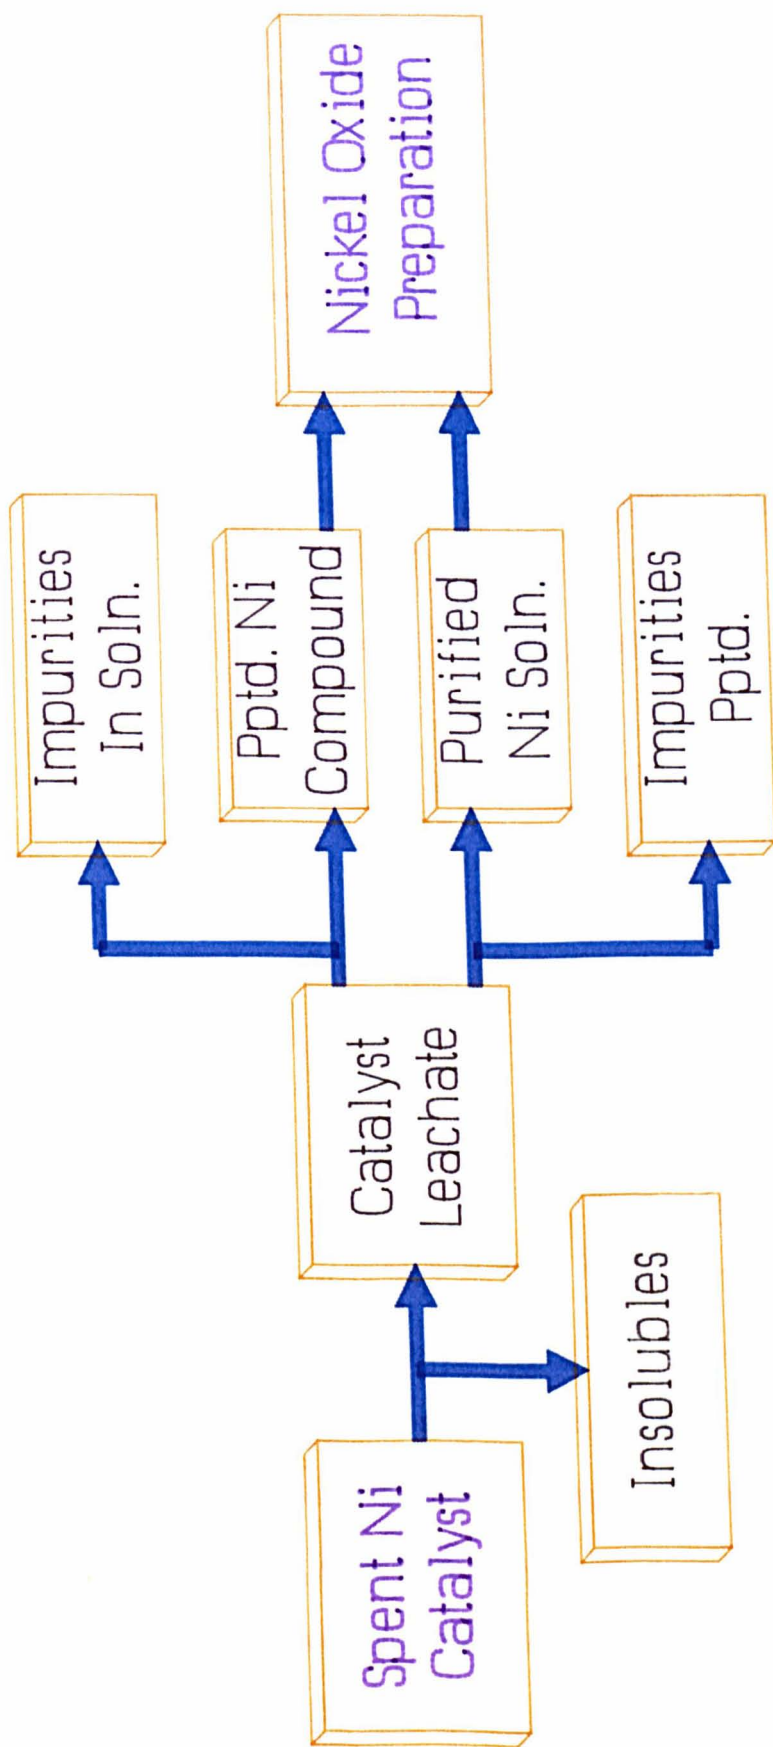 Spent Ni
Catalyst
Insolubles
Catalyst
Leachate
Impurities
In Soln.
Pptd. Ni
Compound
Purified
Ni Soln.
Impurities
Pptd.
Nickel Oxide
Preparation